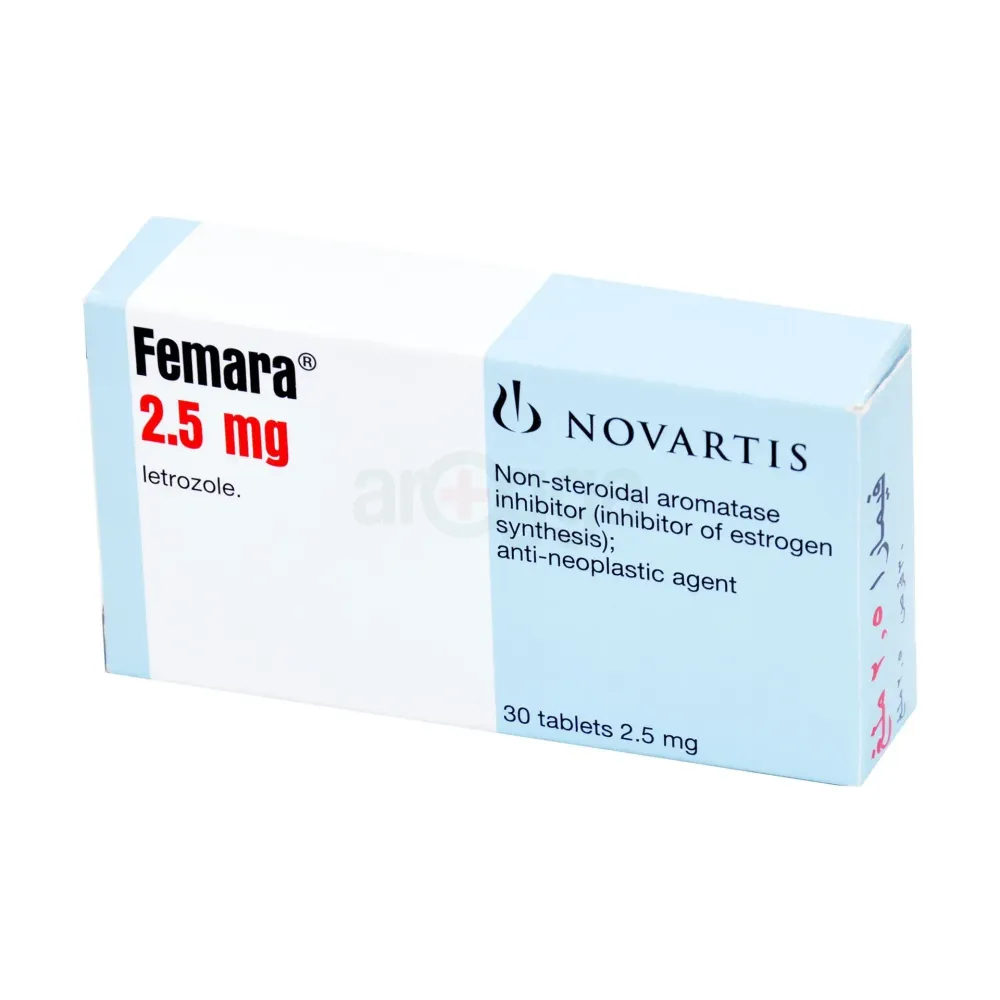 Femara®
2.5 mg
letrozole.
NOVARTIS
Non-steroidal aromatase
inhibitor (inhibitor of estrogen
synthesis);
anti-neoplastic agent
30 tablets 2.5 mg